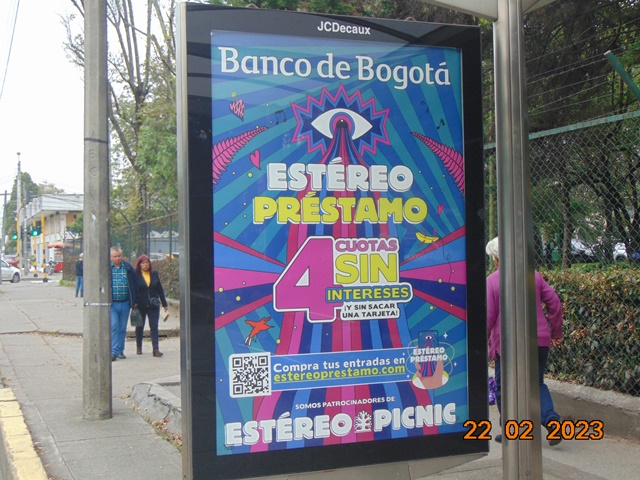 JCDecaux
Banco de Bogotá
ESTÉREO
PRÉSTAMO
4 CUOTAS
SIN
INTERESES
¡Y SIN SACAR
UNA TARJETA!
Compra tus entradas en
estereoprestamo.com
ESTÉREO
PRÉSTAMO
SOMOS PATROCINADORES DE
ESTÉREO PICNIC
22 02 2023